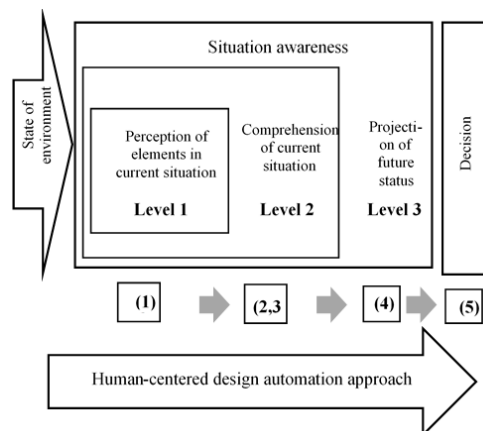 Situation awareness
State of
environment
Perception of
elements in
current situation
Level 1
Comprehension
of current
situation
Level 2
Projecti-
on of
future
status
Level 3
Decision
(1)
(2,3
(4)
(5)
Human-centered design automation approach